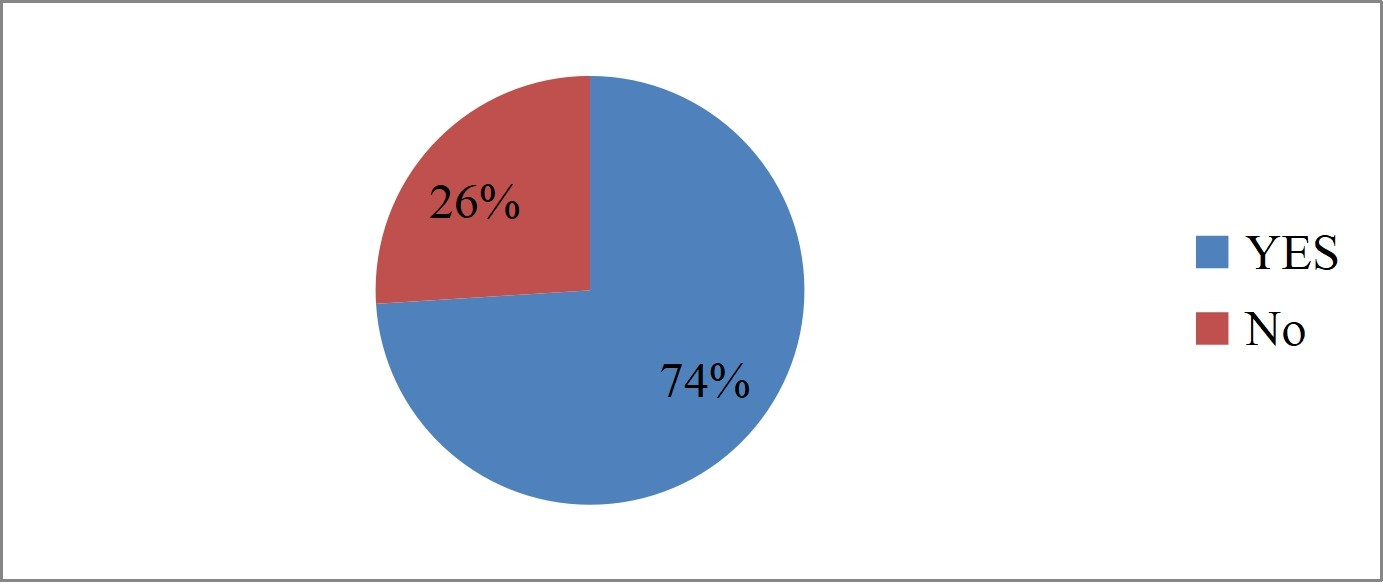 26%
74%
YES
No